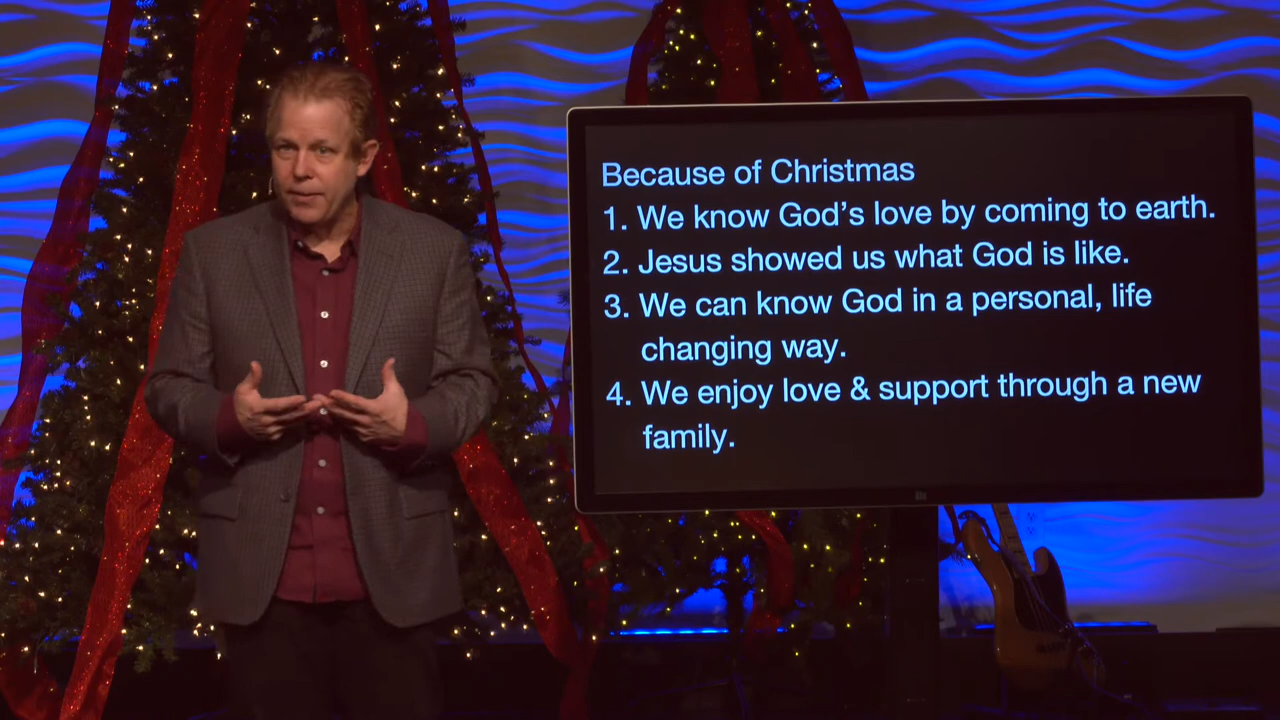 Because of Christmas
1. We know God’s love by coming to earth.
2. Jesus showed us what God is like.
3. We can know God in a personal, life
changing way.
4. We enjoy love & support through a new
family.